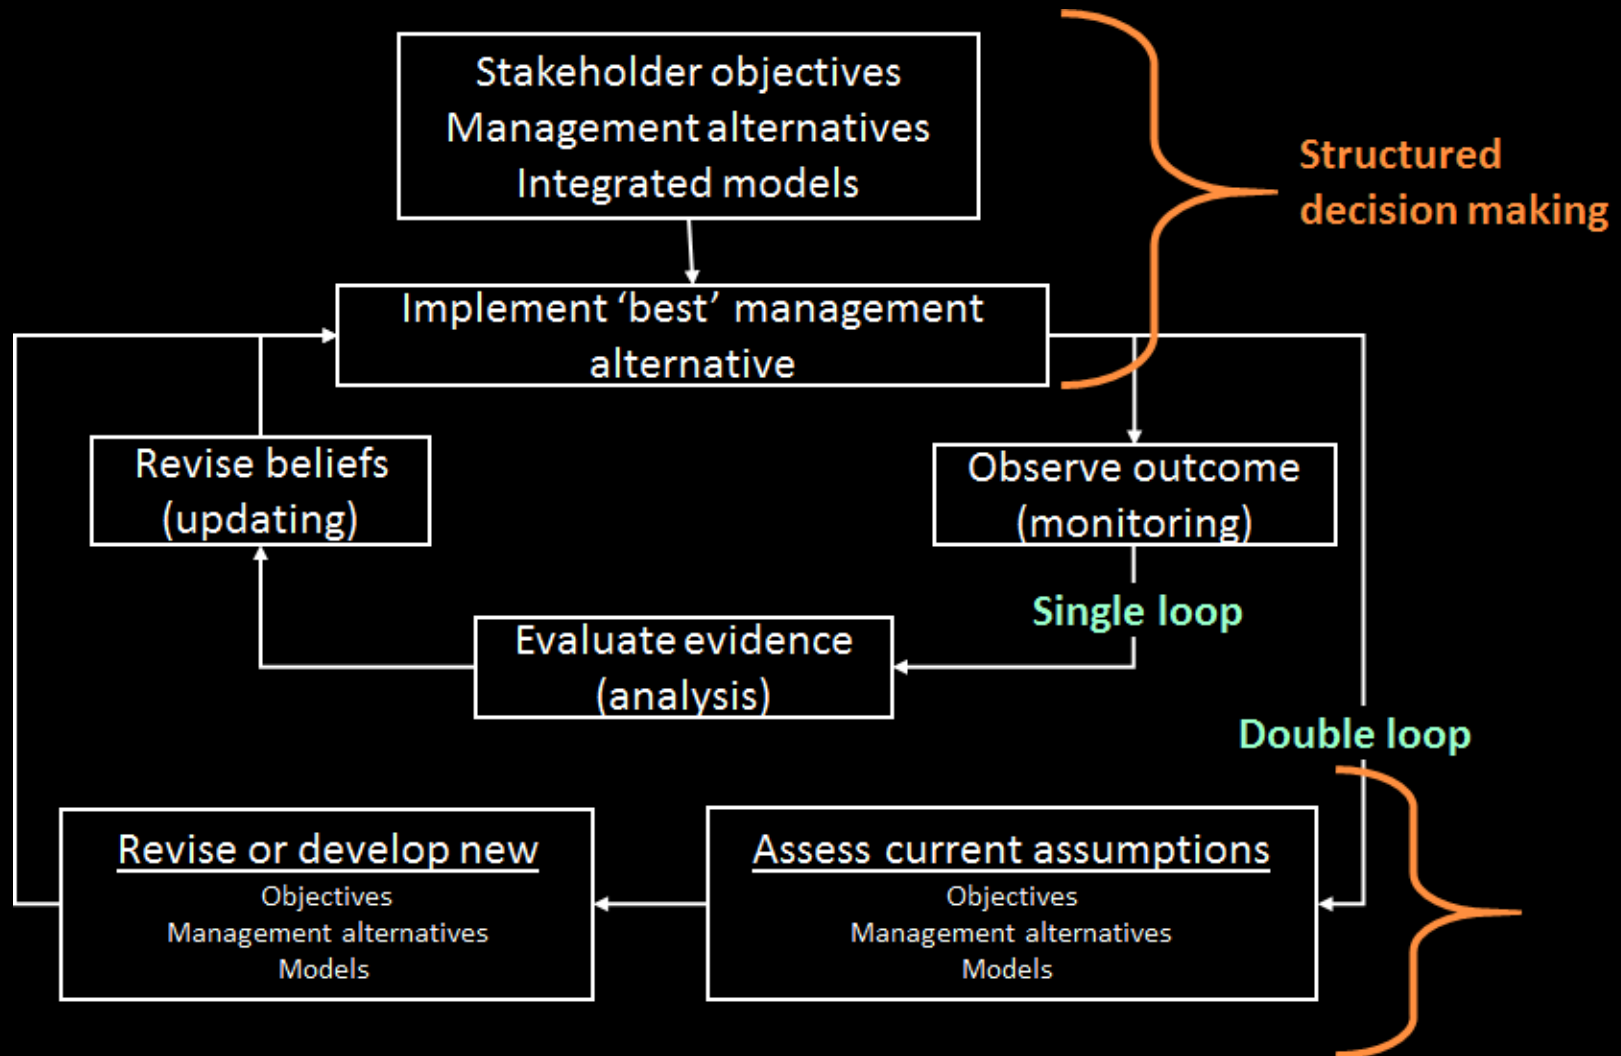 Stakeholder objectives
Management alternatives
Integrated models
Structured
decision making
Implement ‘best’ management
alternative
Revise beliefs
(updating)
Observe outcome
(monitoring)
Single loop
Evaluate evidence
(analysis)
Double loop
Revise or develop new
Objectives
Management alternatives
Models
Assess current assumptions
Objectives
Management alternatives
Models